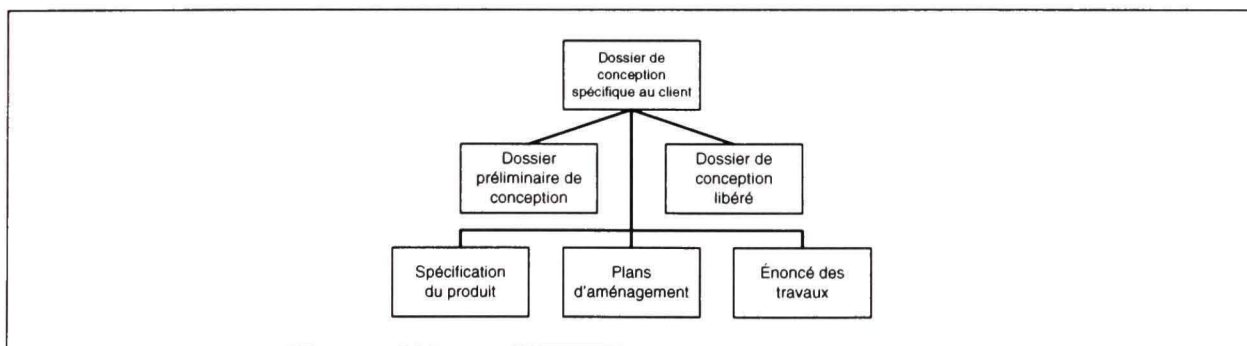 Dossier de
conception
spécifique au client
Dossier
préliminaire de
conception
Dossier de
conception
libéré
Spécification
du produit
Plans
d'aménagement
Énoncé des
travaux